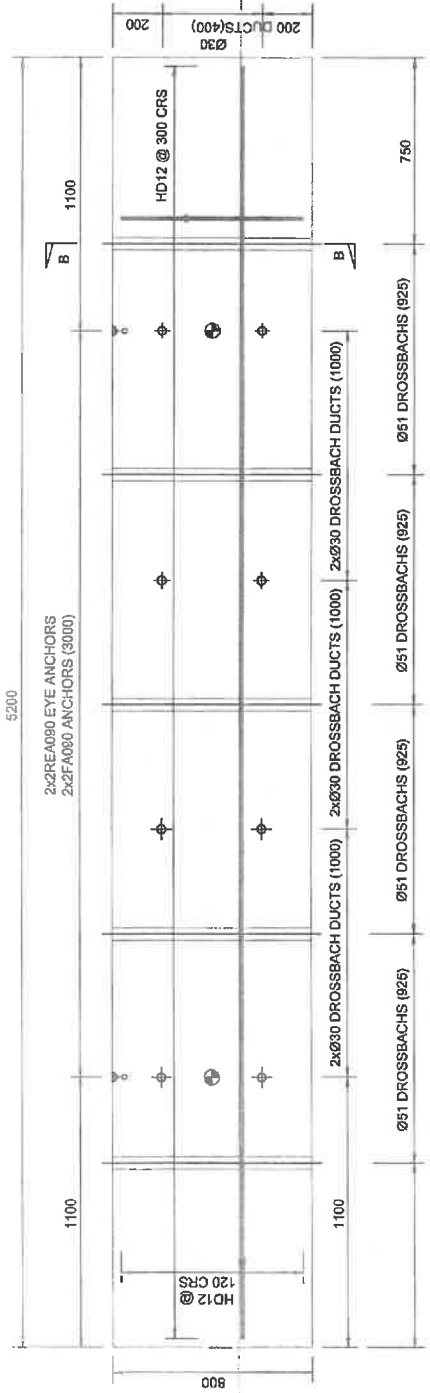 5200
1100
1100
2x2REA090 EYE ANCHORS
2x2FA090 ANCHORS (3000)
B
B
HD12 @ 300 CRS
200
Ø30
DUCTS(400)
200
800
HD12 @
120 CRS
1100
2xØ30 DROSSBACH DUCTS (1000)
2xØ30 DROSSBACH DUCTS (1000)
2xØ30 DROSSBACH DUCTS (1000)
Ø51 DROSSBACHS (925)
Ø51 DROSSBACHS (925)
Ø51 DROSSBACHS (925)
Ø51 DROSSBACHS (925)
750